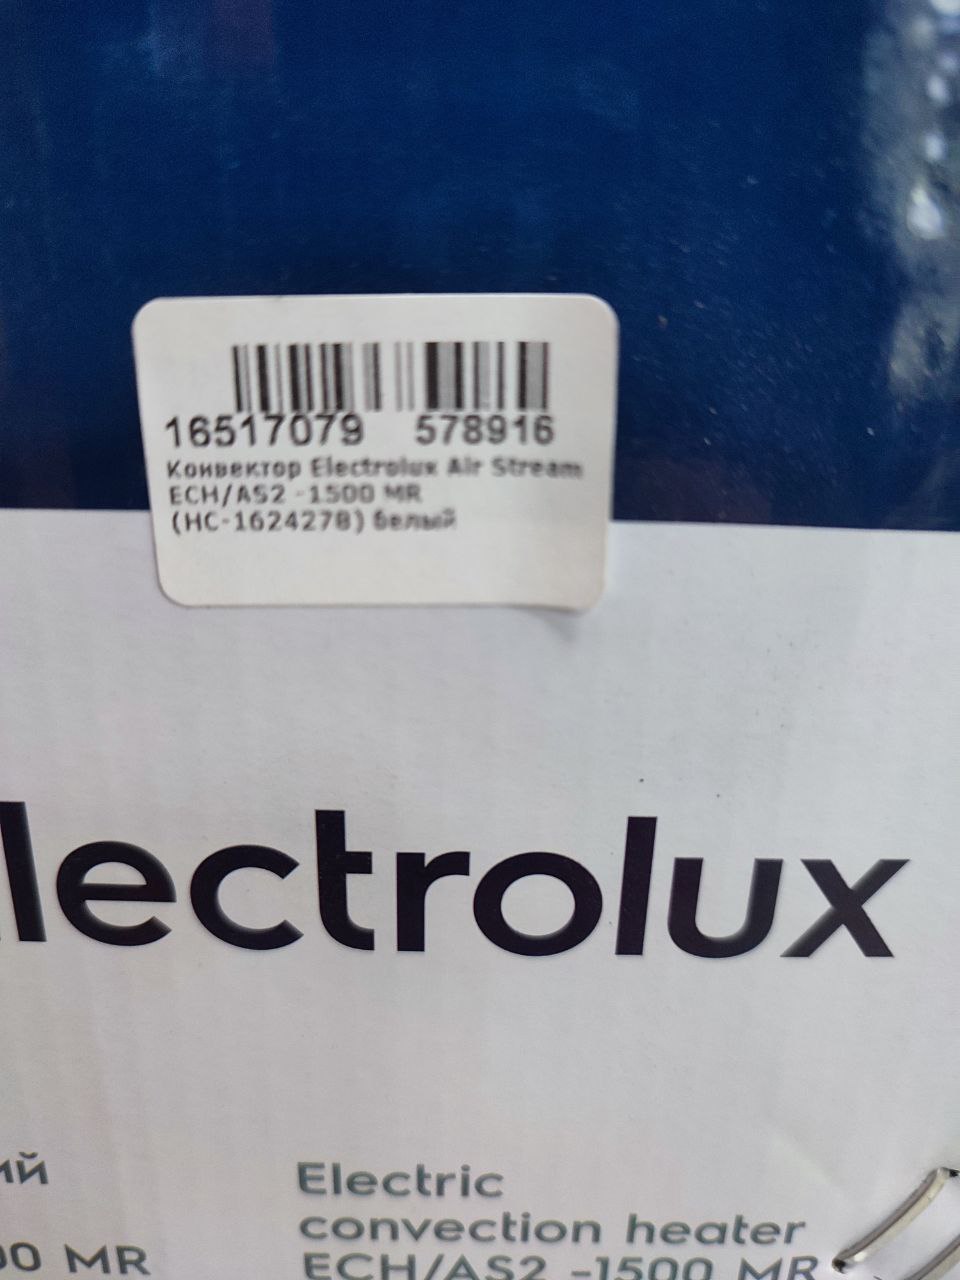 16517079 578916
Конвектор Electrolux Air Stream
ECH/AS2 -1500 MR
(НС-1624278) белый
lectrolux
ий
00 MR
Electric
convection heater
ECH/AS2 -1500 MR